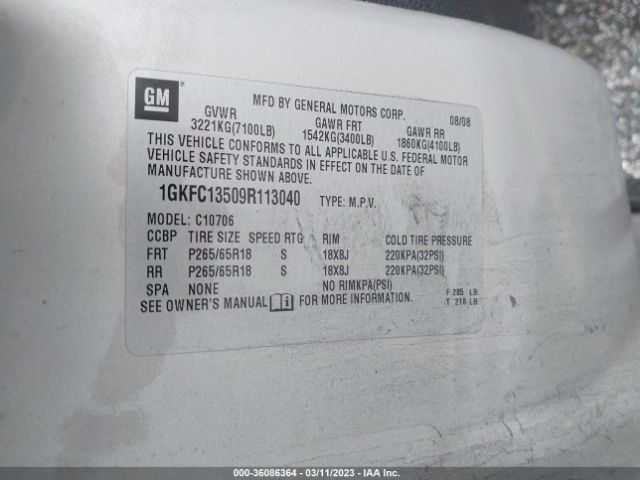 GM
MFD BY GENERAL MOTORS CORP. 08/08
GVWR GAWR FRT GAWR RR
3221KG(7100LB) 1542KG(3400LB) 1860KG(4100LB)
THIS VEHICLE CONFORMS TO ALL APPLICABLE U.S. FEDERAL MOTOR
VEHICLE SAFETY STANDARDS IN EFFECT ON THE DATE OF
MANUFACTURE SHOWN ABOVE.
1GKFC13509R113040 TYPE: M.P.V.
MODEL: C10706
CCBP TIRE SIZE SPEED RTG RIM COLD TIRE PRESSURE
FRT P265/65R18 S 18X8J 220KPA(32PSI)
RR P265/65R18 S 18X8J 220KPA(32PSI)
SPA NONE NO RIMKPA(PSI)
SEE OWNER'S MANUAL i FOR MORE INFORMATION.
F 285 LB
T 218 LB
000-36086364 - 03/11/2023 - IAA Inc.